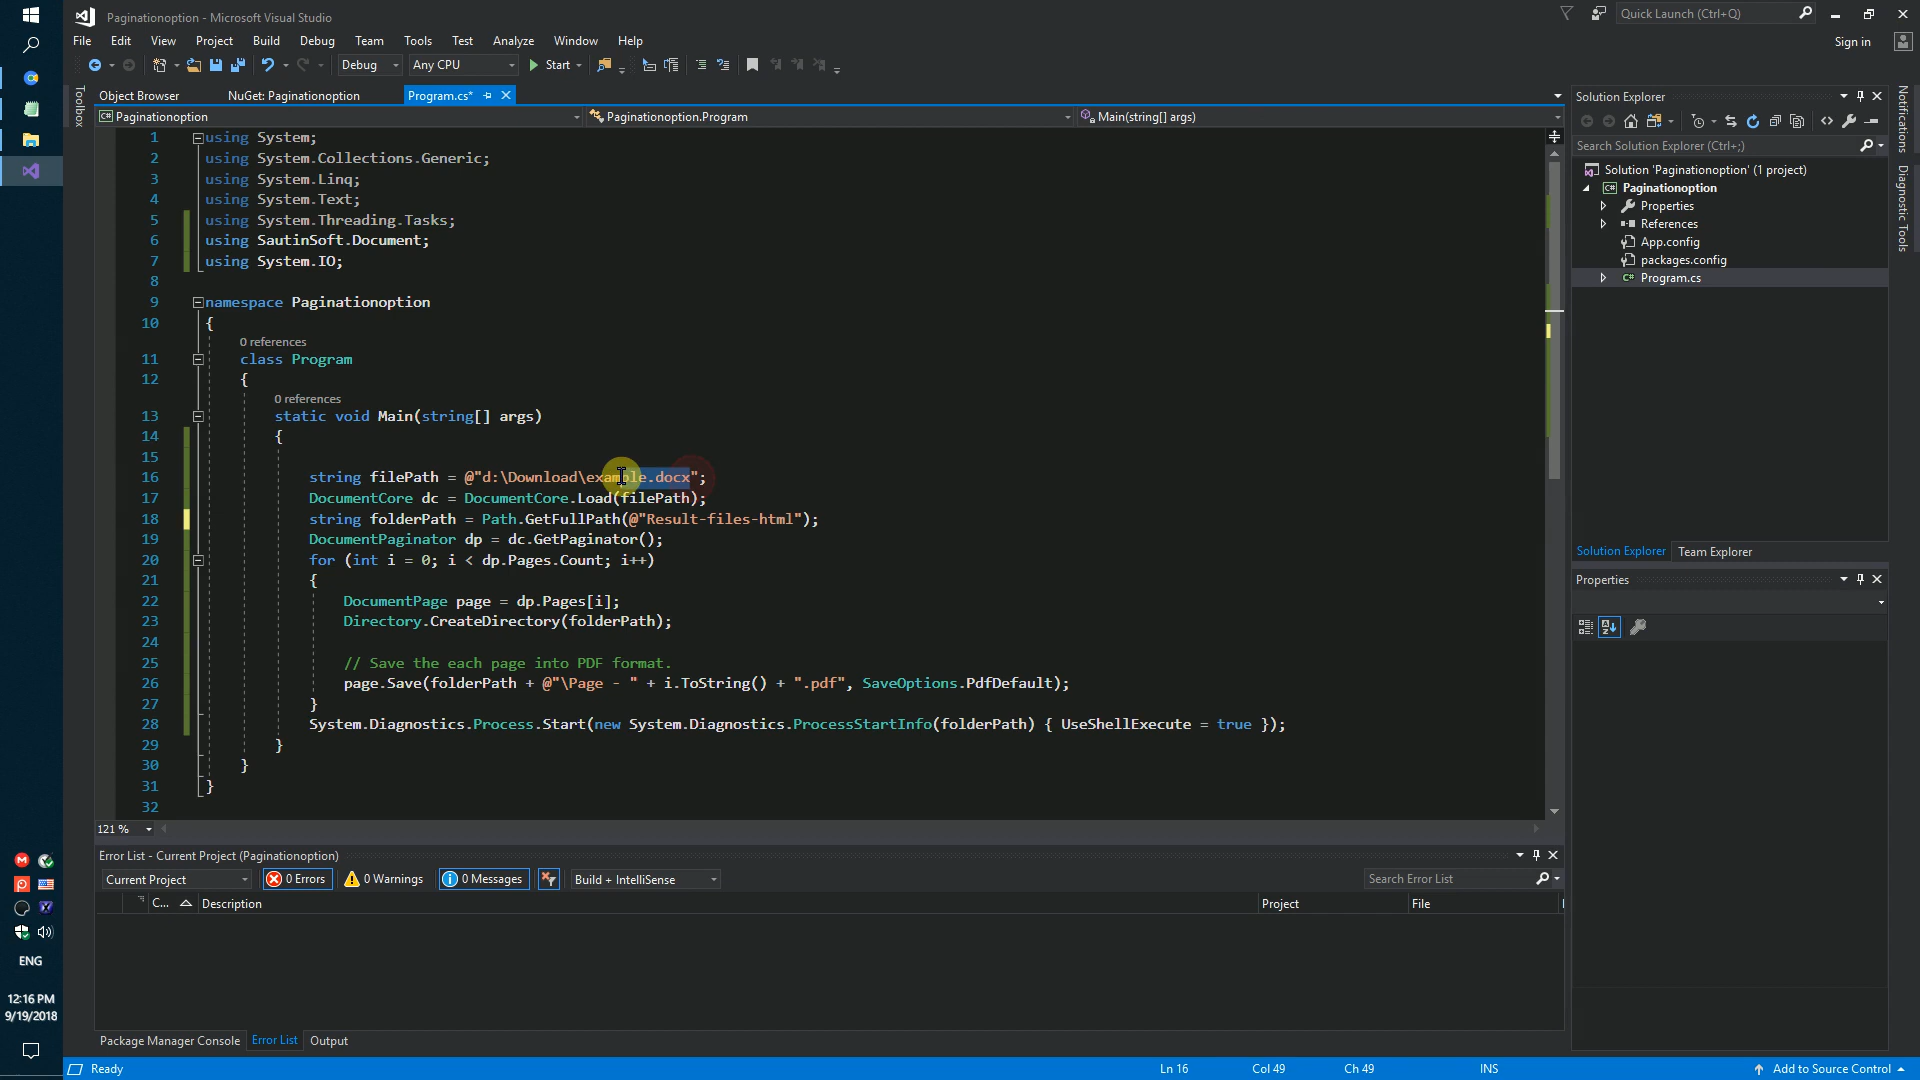 Paginationoption - Microsoft Visual Studio
Quick Launch (Ctrl+Q)
File Edit View Project Build Debug Team Tools Test Analyze Window Help
Sign in
Debug Any CPU Start
Toolbox
Object Browser NuGet: Paginationoption Program.cs*
Paginationoption Paginationoption.Program Main(string[] args)
1 using System;
2 using System.Collections.Generic;
3 using System.Linq;
4 using System.Text;
5 using System.Threading.Tasks;
6 using SautinSoft.Document;
7 using System.IO;
8
9 namespace Paginationoption
10 {
0 references
11 class Program
12 {
0 references
13 static void Main(string[] args)
14 {
15
16 string filePath = @"d:\Download\example.docx";
17 DocumentCore dc = DocumentCore.Load(filePath);
18 string folderPath = Path.GetFullPath(@"Result-files-html");
19 DocumentPaginator dp = dc.GetPaginator();
20 for (int i = 0; i < dp.Pages.Count; i++)
21 {
22 DocumentPage page = dp.Pages[i];
23 Directory.CreateDirectory(folderPath);
24
25 // Save the each page into PDF format.
26 page.Save(folderPath + @"\Page - " + i.ToString() + ".pdf", SaveOptions.PdfDefault);
27 }
28 System.Diagnostics.Process.Start(new System.Diagnostics.ProcessStartInfo(folderPath) { UseShellExecute = true });
29 }
30 }
31 }
32
121 %
Error List - Current Project (Paginationoption)
Current Project 0 Errors 0 Warnings 0 Messages Build + IntelliSense Search Error List
C... Description Project File
Package Manager Console Error List Output
Ready Ln 16 Col 49 Ch 49 INS Add to Source Control
Solution Explorer
Search Solution Explorer (Ctrl+;)
Solution 'Paginationoption' (1 project)
Paginationoption
Properties
References
App.config
packages.config
Program.cs
Solution Explorer Team Explorer
Properties
Notifications
Diagnostic Tools
ENG
12:16 PM
9/19/2018